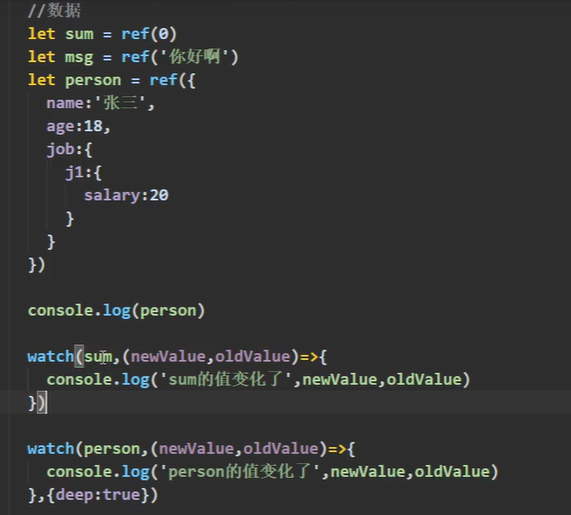 //数据
let sum = ref(0)
let msg = ref('你好啊')
let person = ref({
name:'张三',
age:18,
job:{
j1:{
salary:20
}
}
})
console.log(person)
watch(sum,(newValue,oldValue)=>{
console.log('sum的值变化了',newValue,oldValue)
})
watch(person,(newValue,oldValue)=>{
console.log('person的值变化了',newValue,oldValue)
},{deep:true})